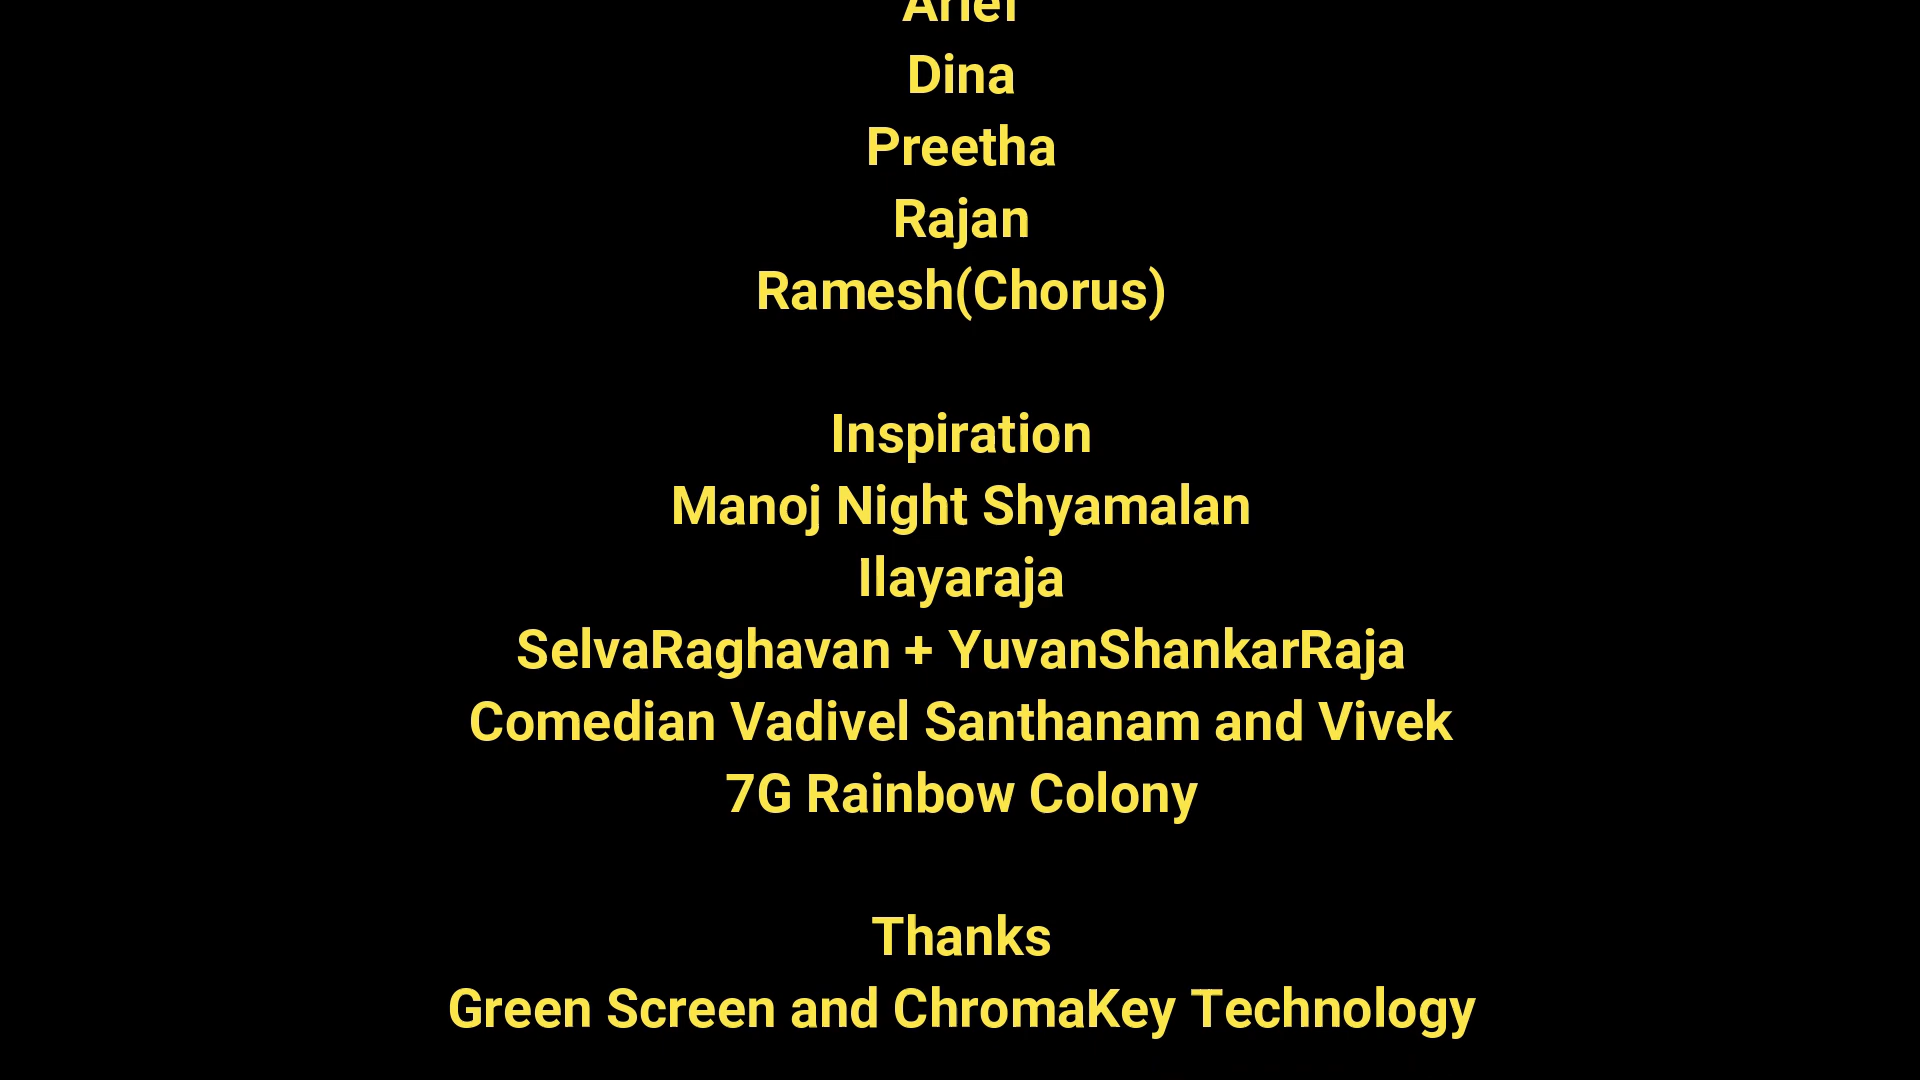 Dina
Preetha
Rajan
Ramesh(Chorus)
Inspiration
Manoj Night Shyamalan
Ilayaraja
SelvaRaghavan + YuvanShankarRaja
Comedian Vadivel Santhanam and Vivek
7G Rainbow Colony
Thanks
Green Screen and ChromaKey Technology